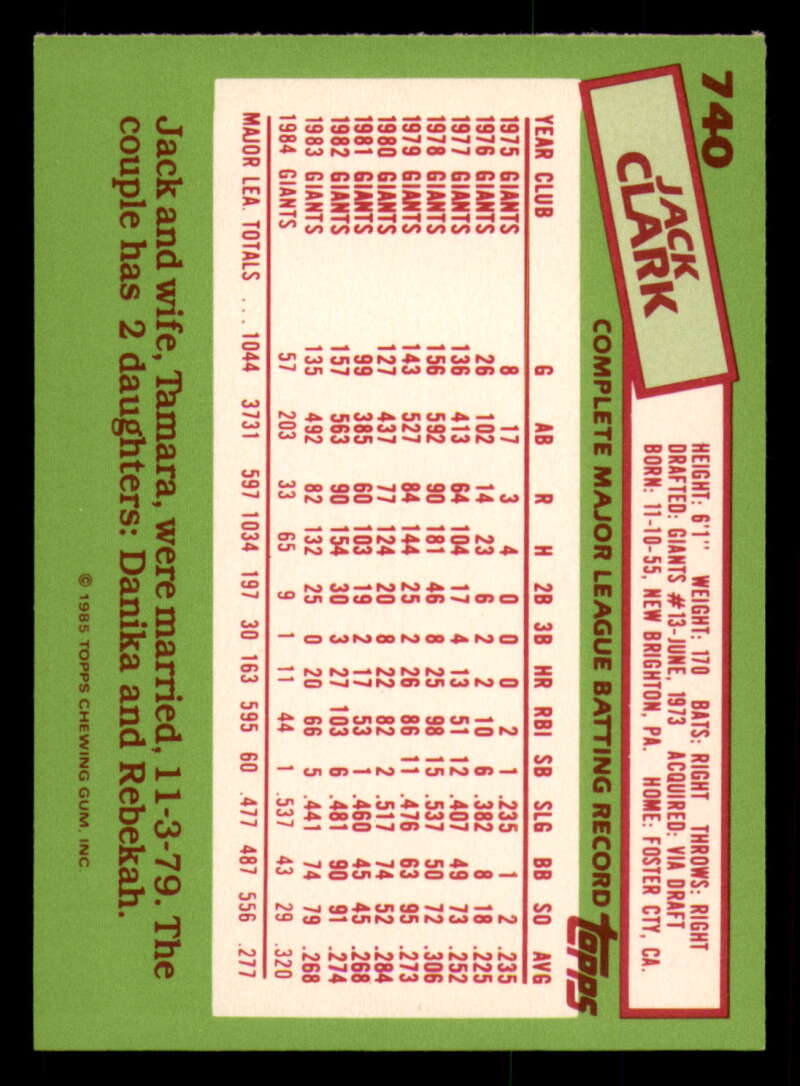 740
JACK
CLARK
HEIGHT: 6'1" WEIGHT: 170 BATS: RIGHT THROWS: RIGHT
DRAFTED: GIANTS #13-JUNE, 1973 ACQUIRED: VIA DRAFT
BORN: 11-10-55, NEW BRIGHTON, PA. HOME: FOSTER CTY, CA.
COMPLETE MAJOR LEAGUE BATTING RECORD topps
YEAR CLUB G AB R H 2B 3B HR RBI SB SLG BB SO AVG
1975 GIANTS 8 17 3 4 0 0 0 2 1 .235 1 2 .235
1976 GIANTS 26 102 14 23 6 2 2 10 6 .382 8 18 .225
1977 GIANTS 136 413 64 104 17 4 13 51 12 .407 49 73 .252
1978 GIANTS 156 592 90 181 46 8 25 98 15 .537 50 72 .306
1979 GIANTS 143 527 84 144 25 2 26 86 11 .476 63 95 .273
1980 GIANTS 127 437 77 124 20 8 22 82 2 .517 74 52 .284
1981 GIANTS 99 385 60 103 19 2 17 53 1 .460 45 45 .268
1982 GIANTS 157 563 90 154 30 3 27 103 6 .481 90 91 .274
1983 GIANTS 135 492 82 132 25 0 20 66 5 .441 74 79 .268
1984 GIANTS 57 203 33 65 9 1 11 44 1 .537 43 29 .320
MAJOR LEA. TOTALS ... 1044 3731 597 1034 197 30 163 595 60 .477 487 556 .277
Jack and wife, Tamara, were married, 11-3-79. The
couple has 2 daughters: Danika and Rebekah.
© 1985 TOPPS CHEWING GUM, INC.